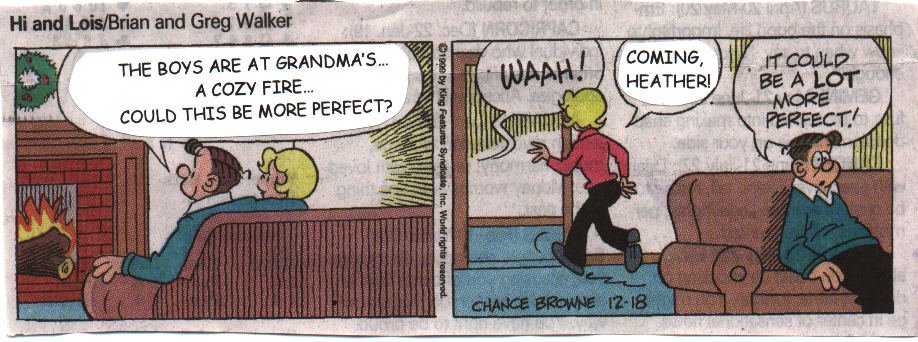 Hi and Lois/Brian and Greg Walker
THE BOYS ARE AT GRANDMA'S...
A COZY FIRE...
COULD THIS BE MORE PERFECT?
©1999 by King Features Syndicate, Inc. World rights reserved.
WAAH!
COMING,
HEATHER!
IT COULD
BE A LOT
MORE
PERFECT!
CHANCE BROWNE 12-18